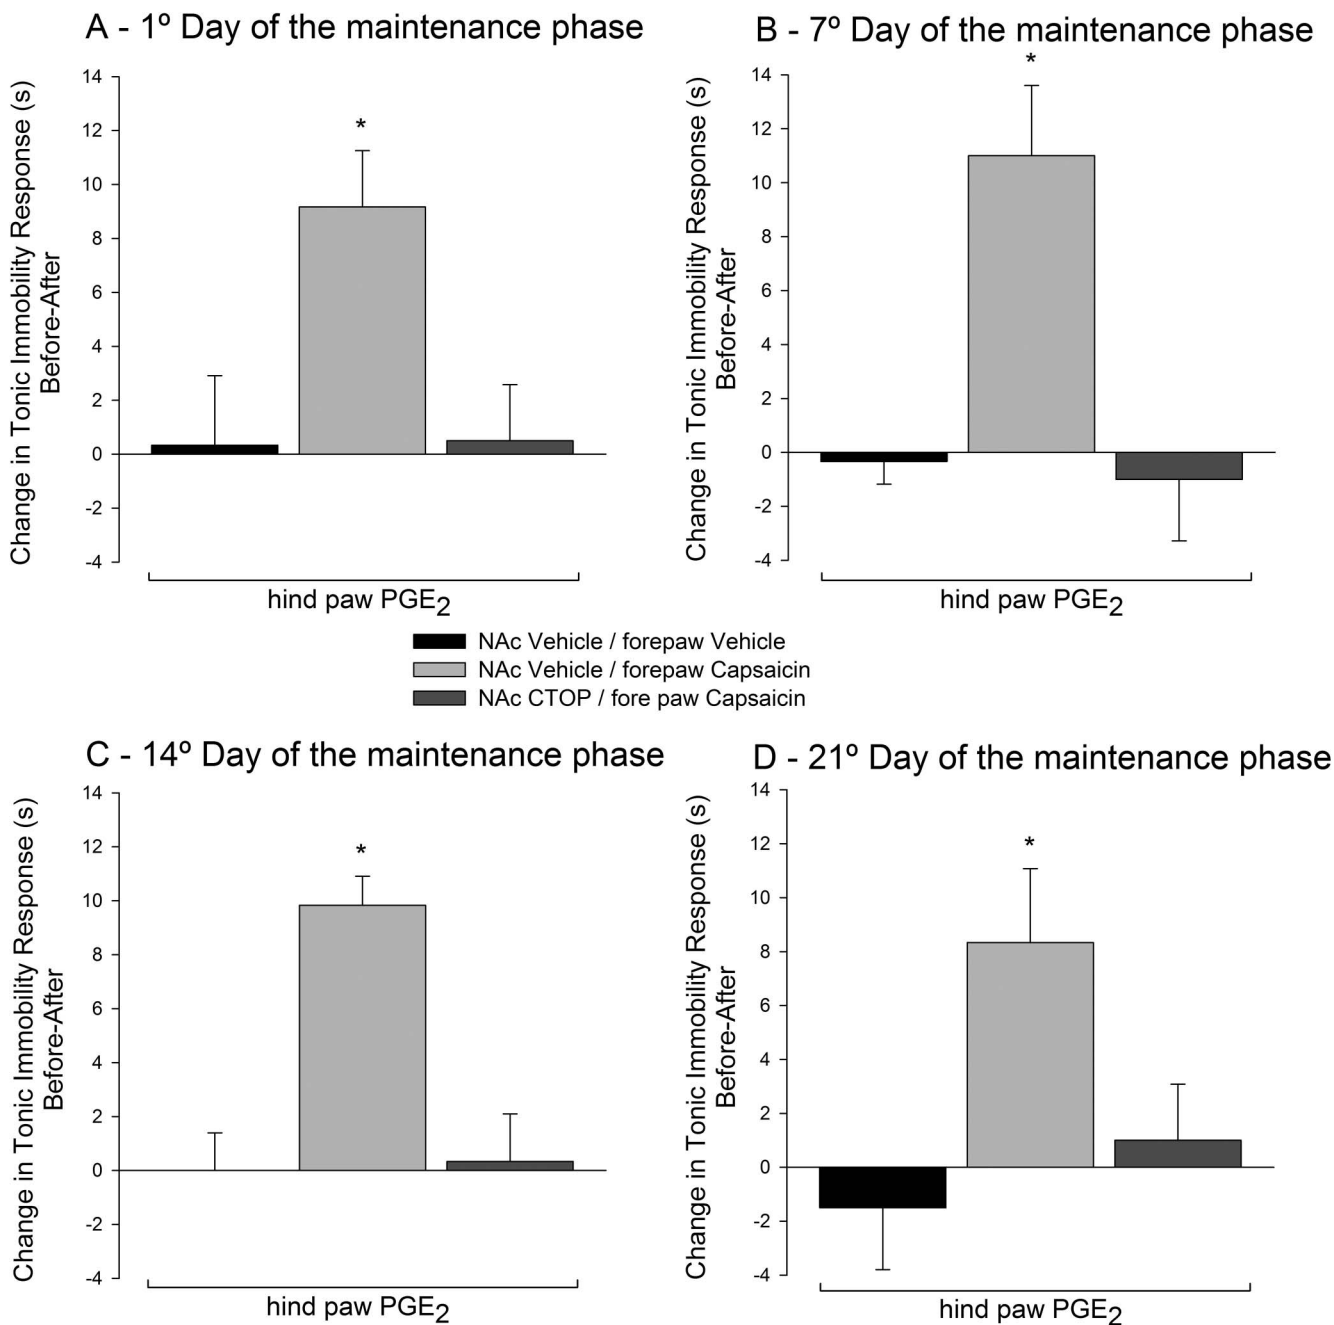 A - 1º Day of the maintenance phase
Change in Tonic Immobility Response (s)
Before-After
14
12
10
8
6
4
2
0
-2
-4
*
hind paw PGE2
B - 7º Day of the maintenance phase
Change in Tonic Immobility Response (s)
Before-After
14
12
10
8
6
4
2
0
-2
-4
*
hind paw PGE2
NAc Vehicle / forepaw Vehicle
NAc Vehicle / forepaw Capsaicin
NAc CTOP / fore paw Capsaicin
C - 14º Day of the maintenance phase
Change in Tonic Immobility Response (s)
Before-After
14
12
10
8
6
4
2
0
-2
-4
*
hind paw PGE2
D - 21º Day of the maintenance phase
Change in Tonic Immobility Response (s)
Before-After
14
12
10
8
6
4
2
0
-2
-4
*
hind paw PGE2